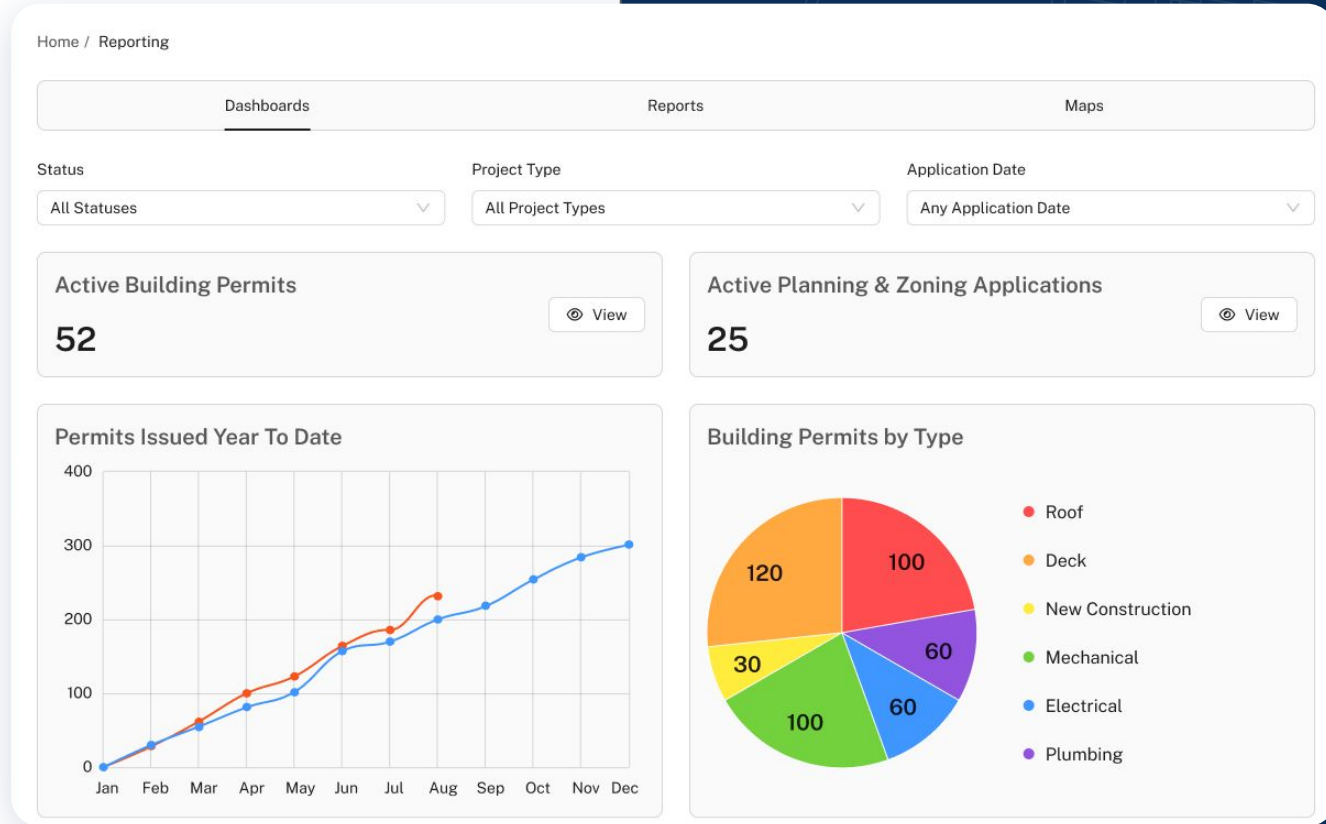 Home / Reporting
Dashboards Reports Maps
Status Project Type Application Date
All Statuses All Project Types Any Application Date
Active Building Permits
52
View
Active Planning & Zoning Applications
25
View
Permits Issued Year To Date
400
300
200
100
0
Jan Feb Mar Apr May Jun Jul Aug Sep Oct Nov Dec
Building Permits by Type
120
100
60
30
60
100
Roof
Deck
New Construction
Mechanical
Electrical
Plumbing